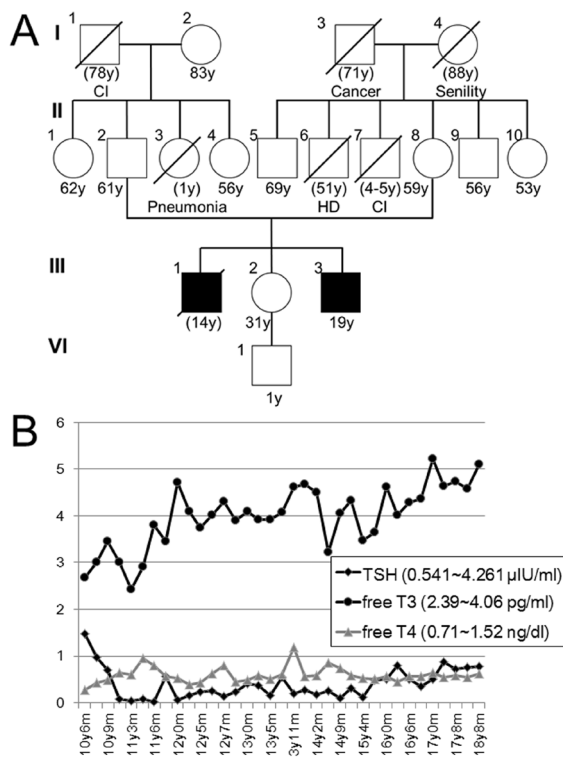 A
I
1 2 3 4
(78y) 83y (71y) (88y)
CI Cancer Senility
II
1 2 3 4 5 6 7 8 9 10
62y 61y (1y) 56y 69y (51y) (4-5y) 59y 56y 53y
Pneumonia HD CI
III
1 2 3
(14y) 31y 19y
VI
1
1y
B
6
5
4
3
2
1
0
TSH (0.541~4.261 µIU/ml)
free T3 (2.39~4.06 pg/ml)
free T4 (0.71~1.52 ng/dl)
10y6m 10y9m 11y3m 11y6m 12y0m 12y5m 12y7m 13y0m 13y5m 3y11m 14y2m 14y9m 15y4m 16y0m 16y6m 17y0m 17y8m 18y8m